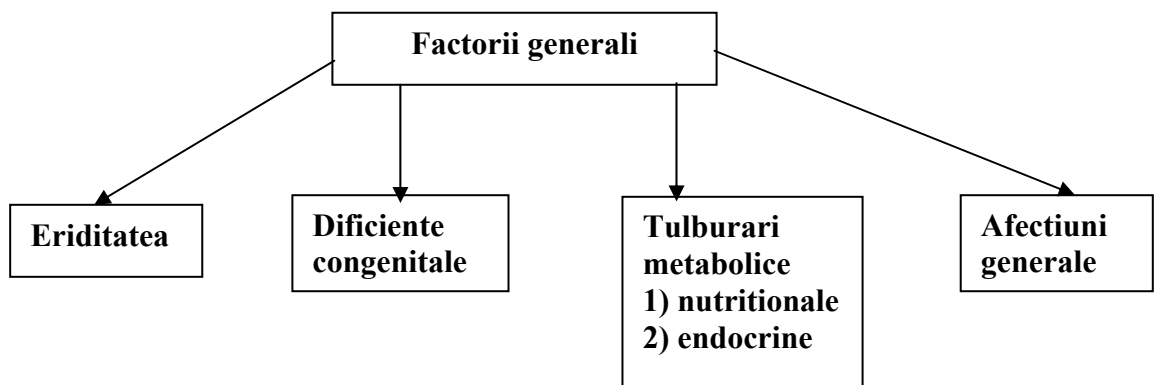 Factorii generali
Eriditatea
Dificiente
congenitale
Tulburari
metabolice
1) nutritionale
2) endocrine
Afectiuni
generale